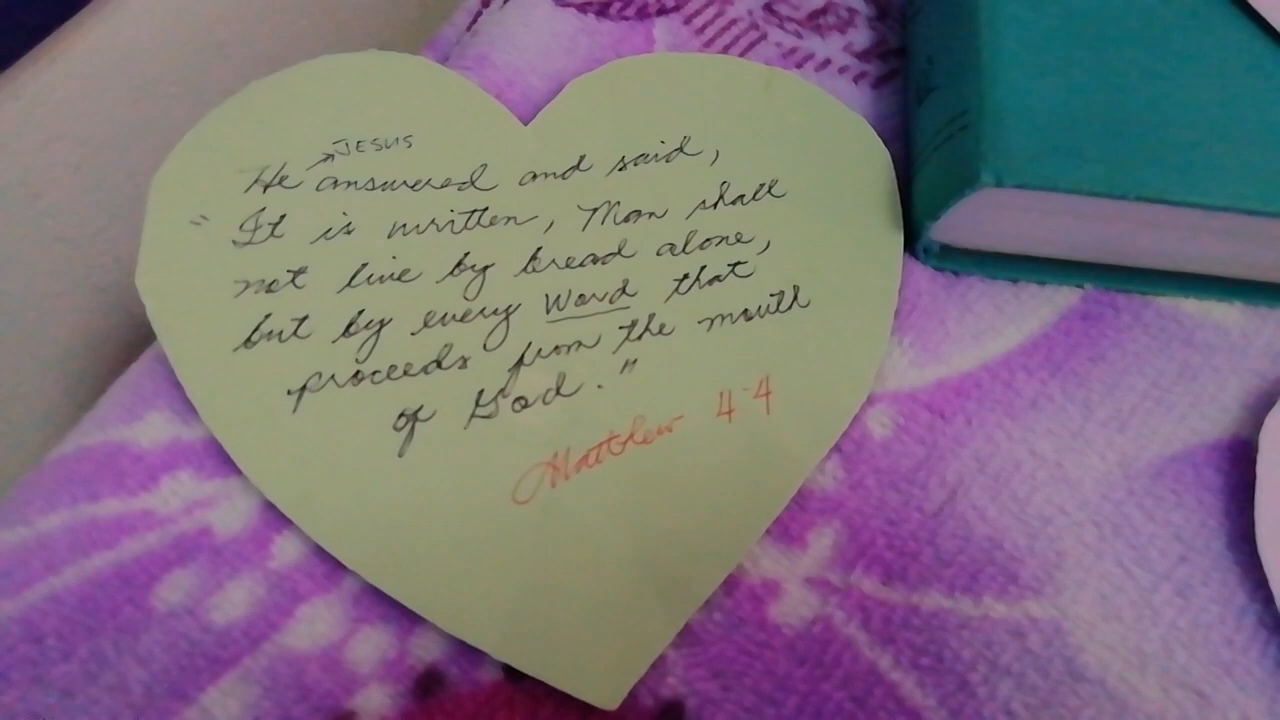 JESUS
He answered and said,
"It is written, Man shall
not live by bread alone,
but by every Word that
proceeds from the mouth
of God."
Matthew 4-4